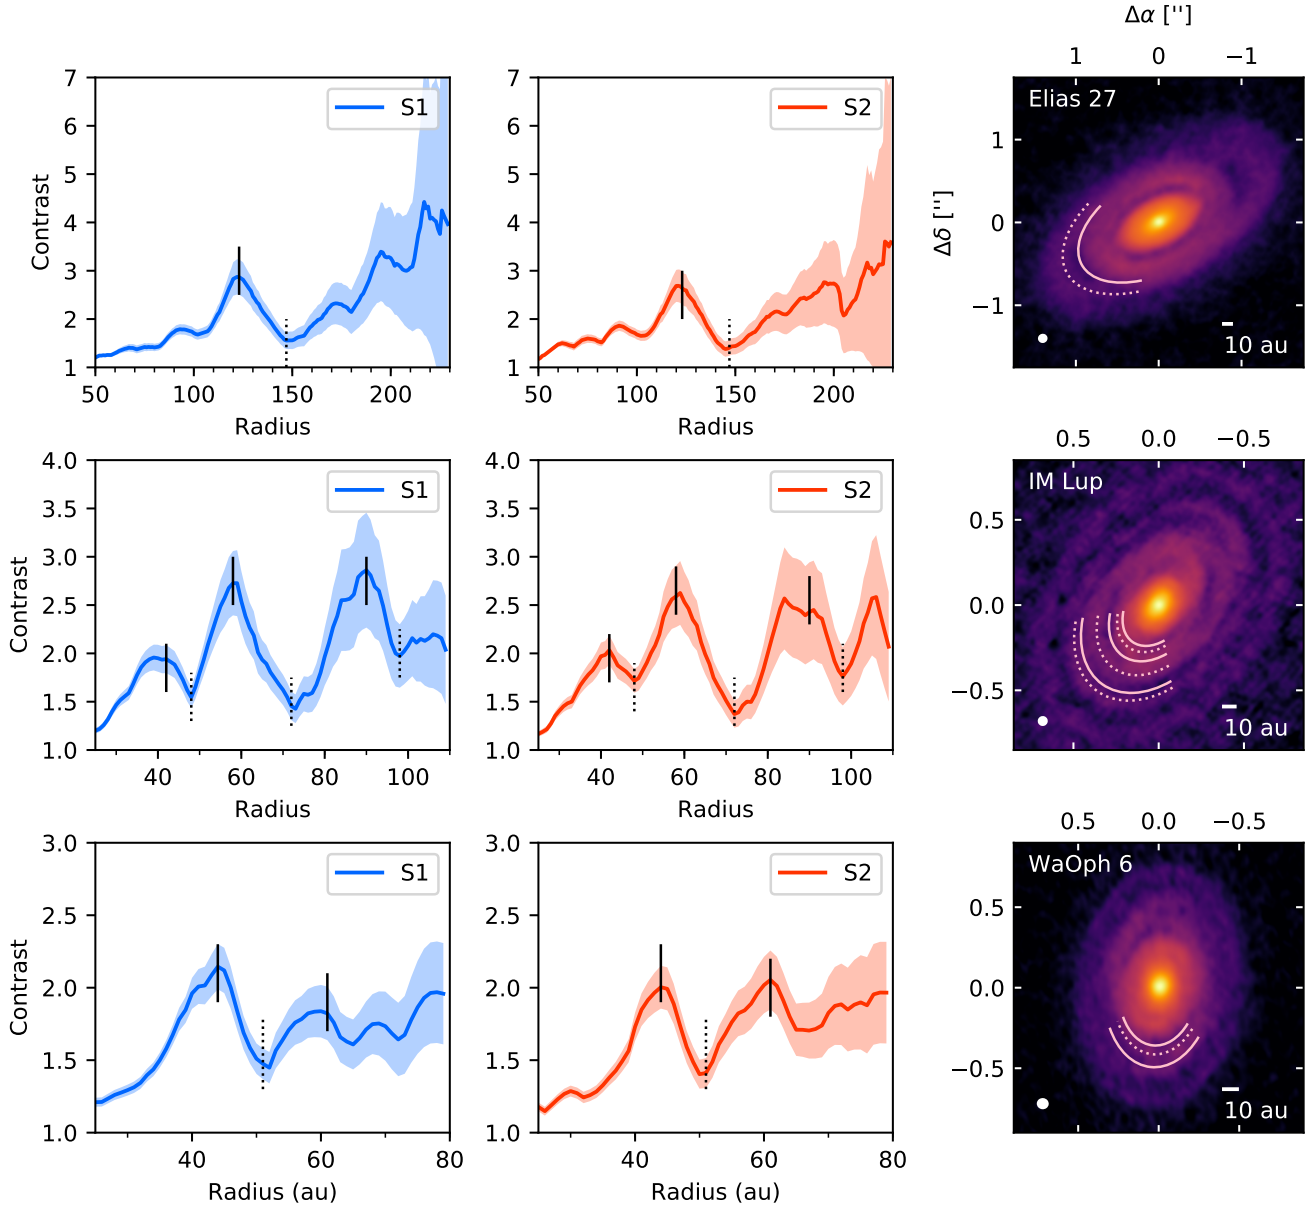 Δα ['']
1 0 −1
7
6
5
4
3
2
1
Contrast
S1
50 100 150 200
Radius
7
6
5
4
3
2
1
S2
50 100 150 200
Radius
Δδ ['']
1
0
−1
Elias 27
10 au
4.0
3.5
3.0
2.5
2.0
1.5
1.0
Contrast
S1
40 60 80 100
Radius
4.0
3.5
3.0
2.5
2.0
1.5
1.0
S2
40 60 80 100
Radius
0.5 0.0 −0.5
0.5
0.0
−0.5
IM Lup
10 au
3.0
2.5
2.0
1.5
1.0
Contrast
S1
40 60 80
Radius (au)
3.0
2.5
2.0
1.5
1.0
S2
40 60 80
Radius (au)
0.5 0.0 −0.5
0.5
0.0
−0.5
WaOph 6
10 au